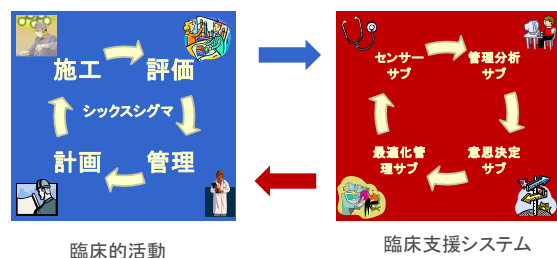 施工 評価
シックスシグマ
計画 管理
臨床的活動
センサー
サブ
管理分析
サブ
最適化管
理サブ
意思決定
サブ
臨床支援システム